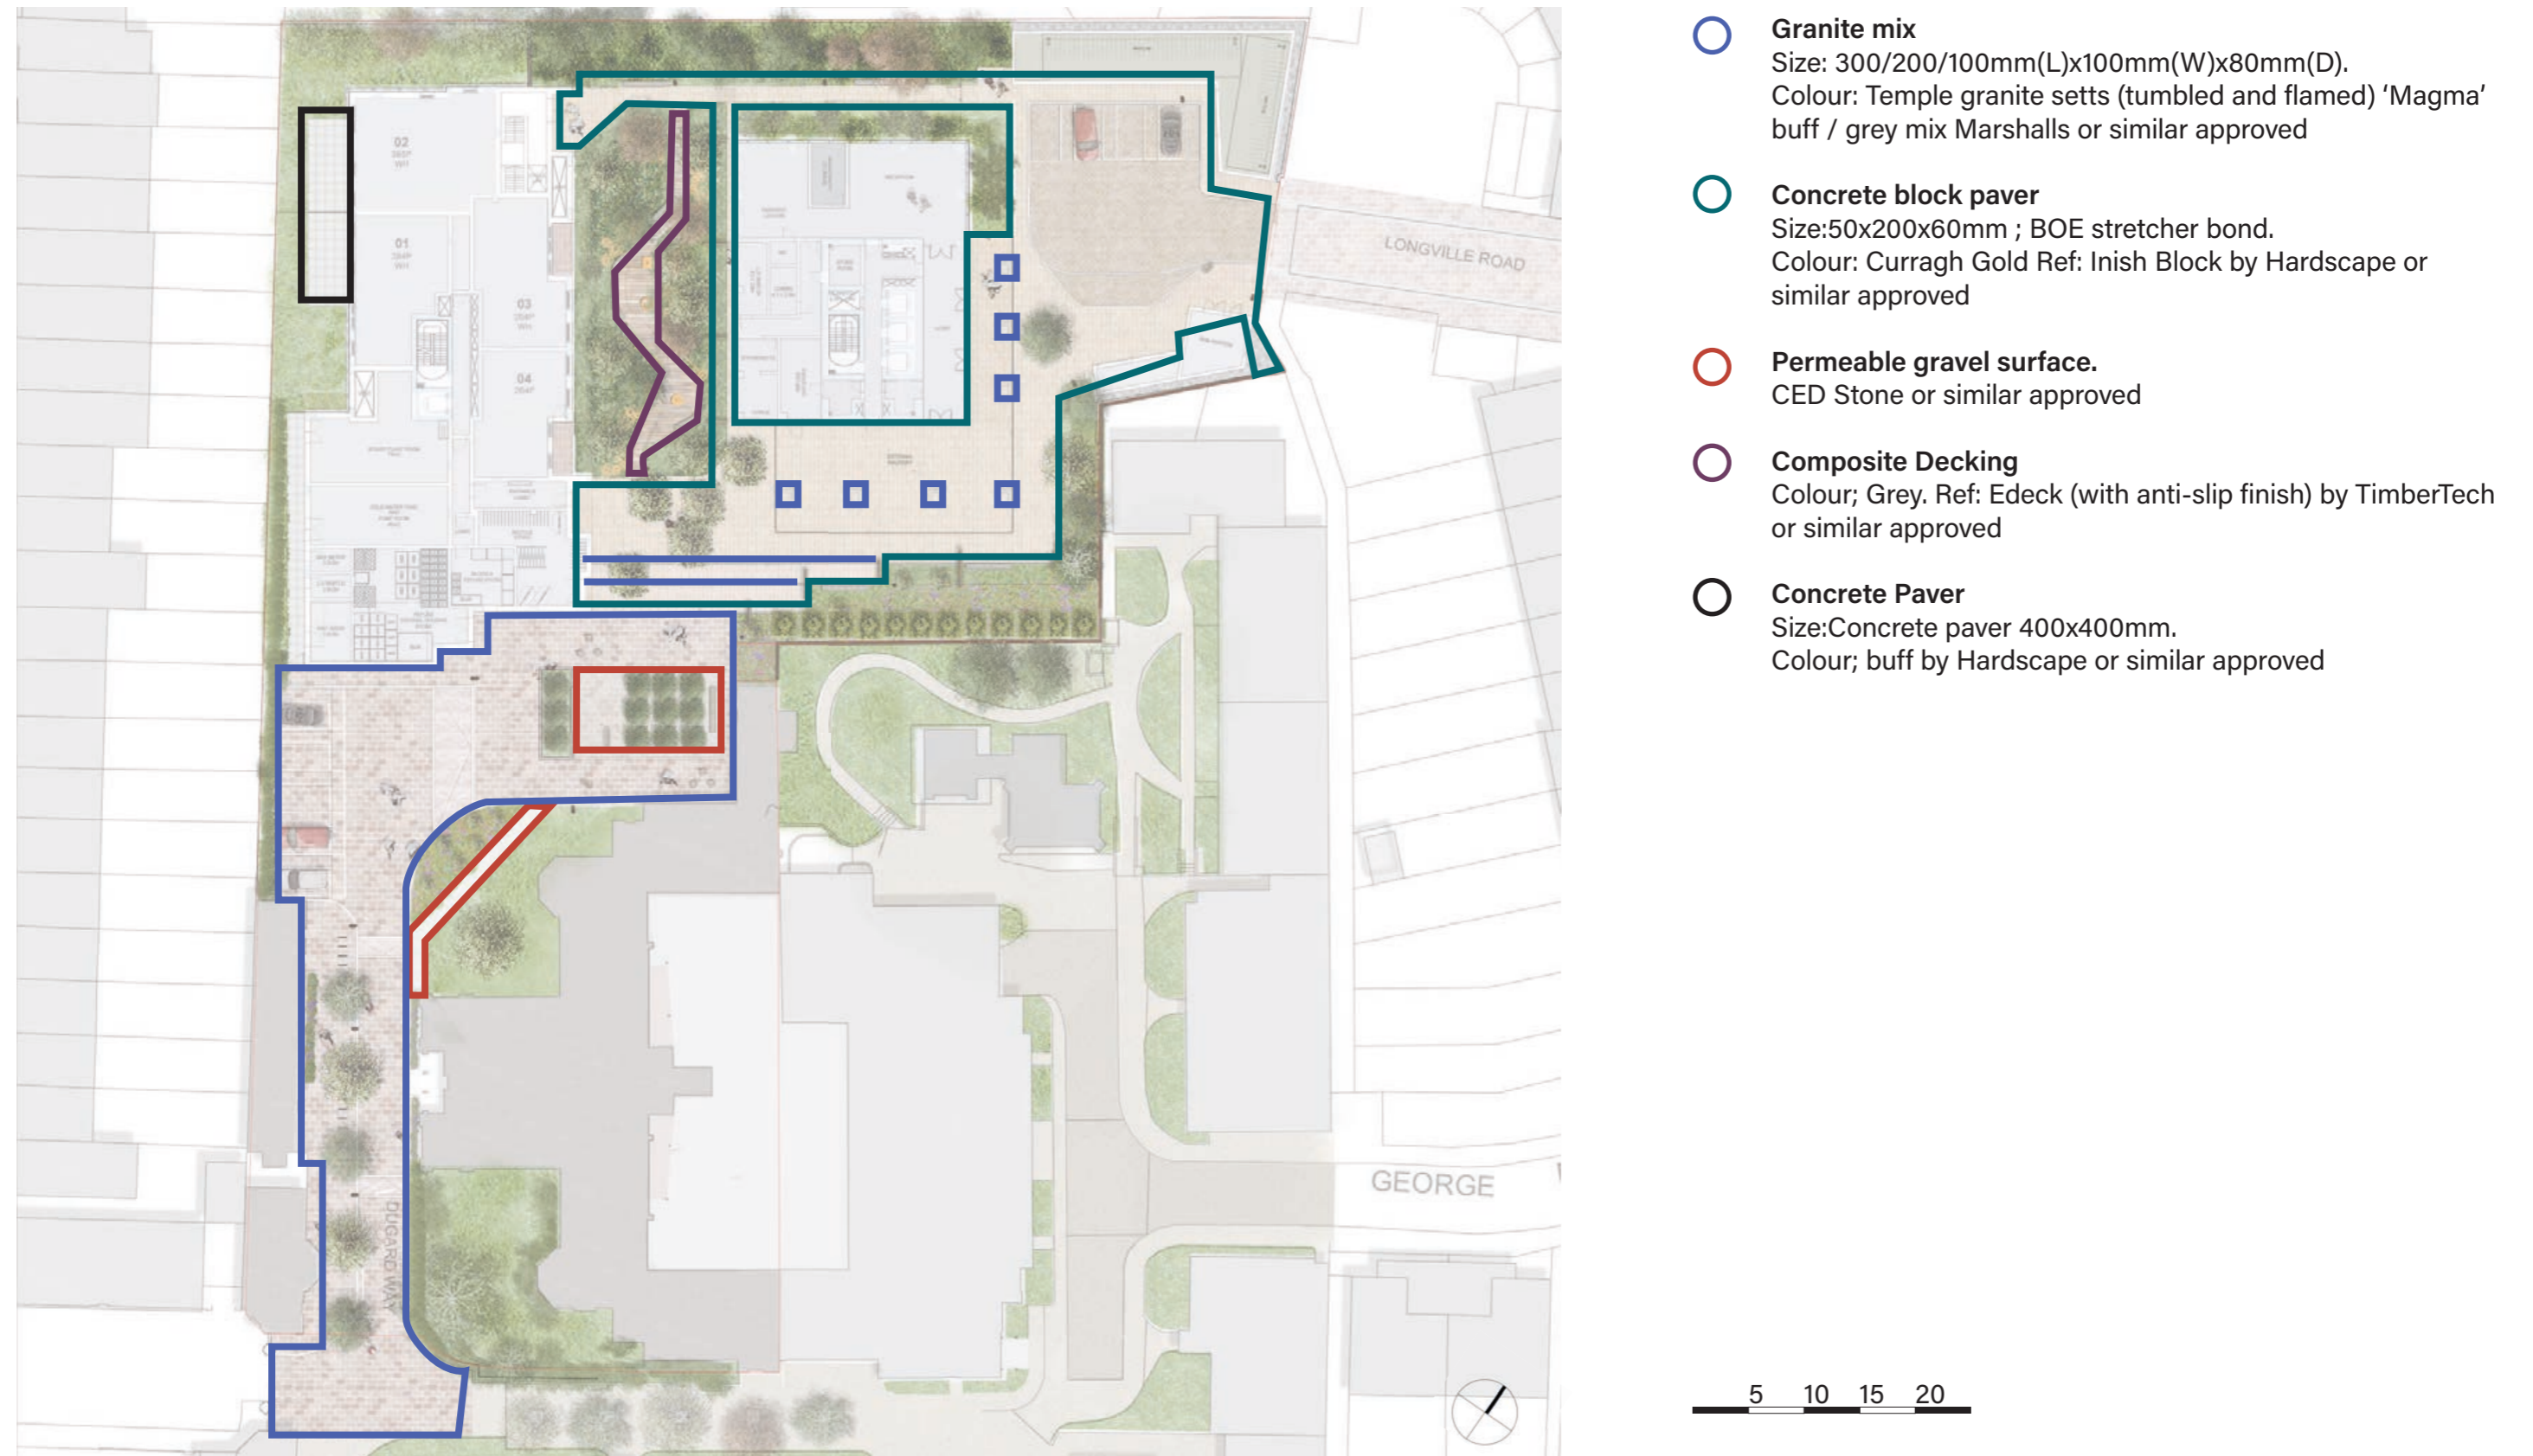 Granite mix
Size: 300/200/100mm(L)x100mm(W)x80mm(D).
Colour: Temple granite setts (tumbled and flamed) ‘Magma’
buff / grey mix Marshalls or similar approved
Concrete block paver
Size:50x200x60mm ; BOE stretcher bond.
Colour: Curragh Gold Ref: Inish Block by Hardscape or
similar approved
Permeable gravel surface.
CED Stone or similar approved
Composite Decking
Colour; Grey. Ref: Edeck (with anti-slip finish) by TimberTech
or similar approved
Concrete Paver
Size:Concrete paver 400x400mm.
Colour; buff by Hardscape or similar approved
02
01
03
04
LONGVILLE ROAD
GEORGE
DUGARD WAY
5 10 15 20